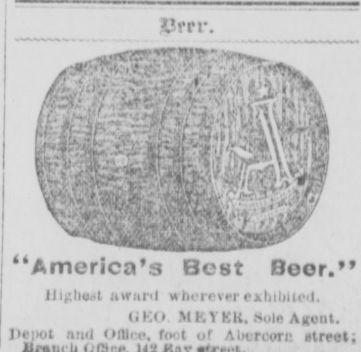 Beer.
"America's Best Beer."
Highest award wherever exhibited.
GEO. MEYER, Sole Agent.
Depot and Office, foot of Abercorn street;
Branch Office, 142 Bay street.